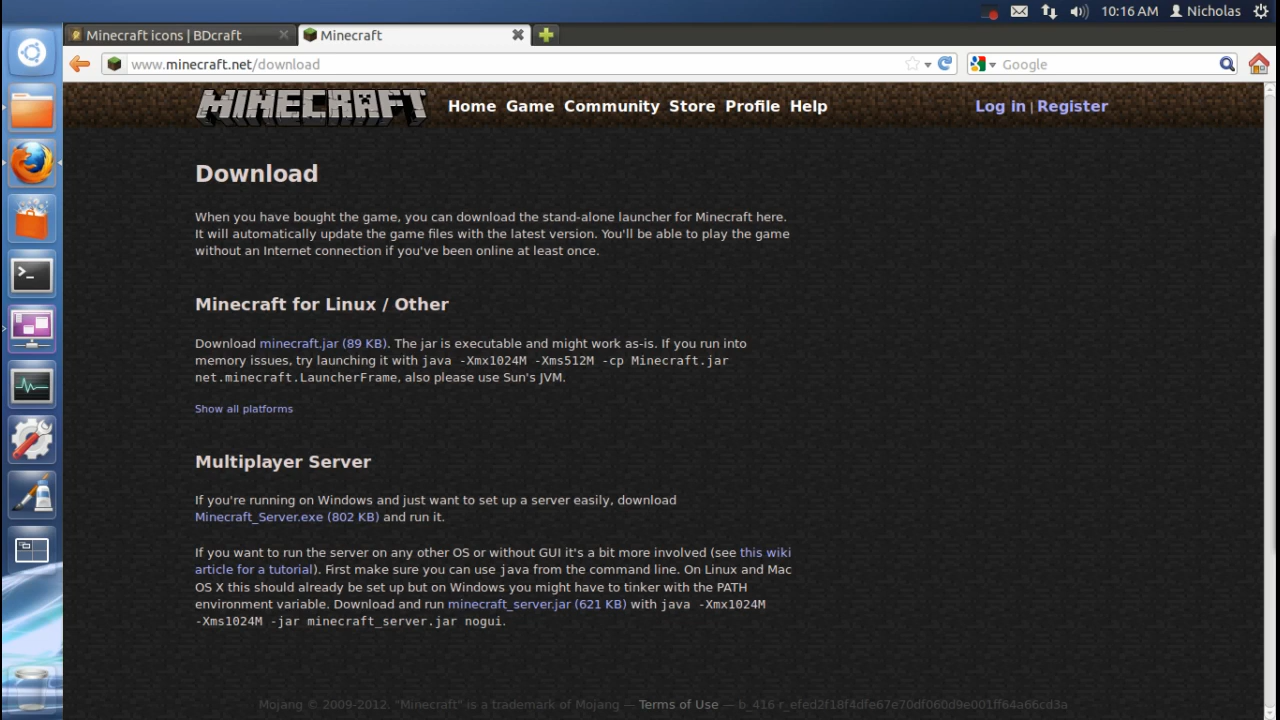 10:16 AM Nicholas
Minecraft icons | BDcraft
Minecraft
www.minecraft.net/download
Google
MINECRAFT
Home Game Community Store Profile Help
Log in | Register
Download
When you have bought the game, you can download the stand-alone launcher for Minecraft here.
It will automatically update the game files with the latest version. You'll be able to play the game
without an Internet connection if you've been online at least once.
Minecraft for Linux / Other
Download minecraft.jar (89 KB). The jar is executable and might work as-is. If you run into
memory issues, try launching it with java -Xmx1024M -Xms512M -cp Minecraft.jar
net.minecraft.LauncherFrame, also please use Sun's JVM.
Show all platforms
Multiplayer Server
If you're running on Windows and just want to set up a server easily, download
Minecraft_Server.exe (802 KB) and run it.
If you want to run the server on any other OS or without GUI it's a bit more involved (see this wiki
article for a tutorial). First make sure you can use java from the command line. On Linux and Mac
OS X this should already be set up but on Windows you might have to tinker with the PATH
environment variable. Download and run minecraft_server.jar (621 KB) with java -Xmx1024M
-Xms1024M -jar minecraft_server.jar nogui.
Mojang © 2009-2012. "Minecraft" is a trademark of Mojang — Terms of Use — b_416 r_efed2f18f4dfe67e70df060d9e001ff64a66cd3a